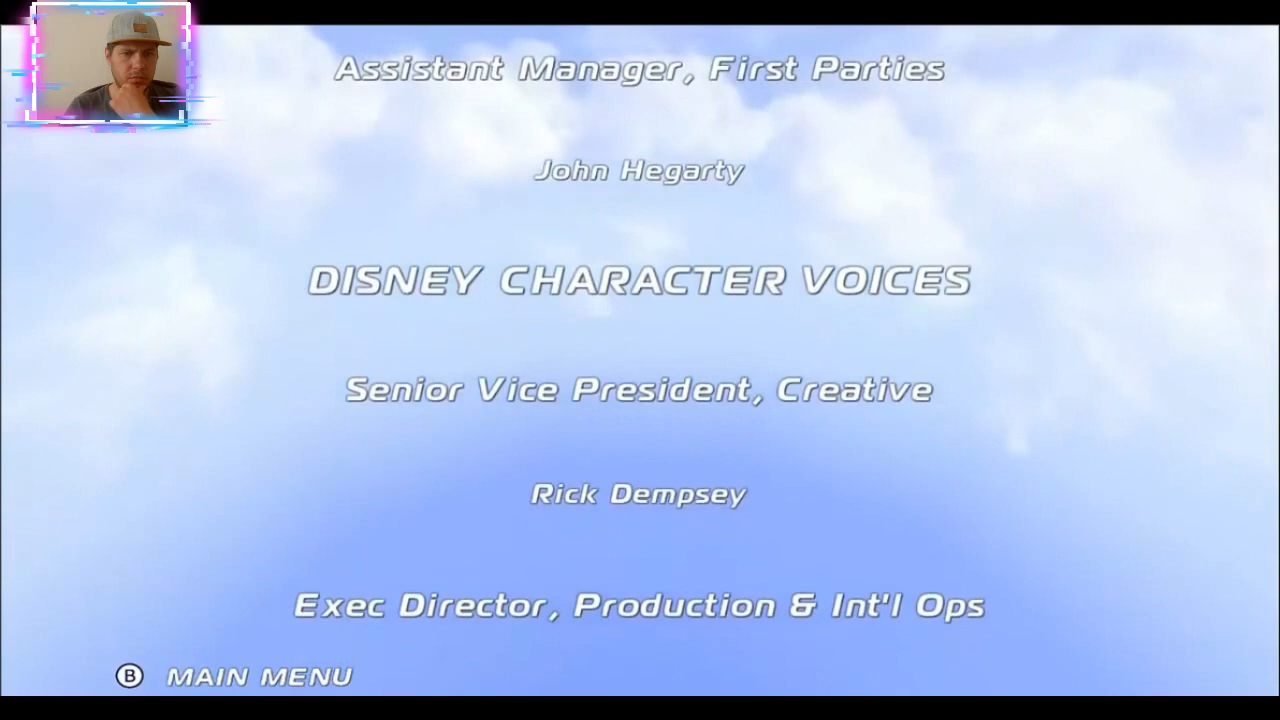 Assistant Manager, First Parties
John Hegarty
DISNEY CHARACTER VOICES
Senior Vice President, Creative
Rick Dempsey
Exec Director, Production & Int'l Ops
B MAIN MENU